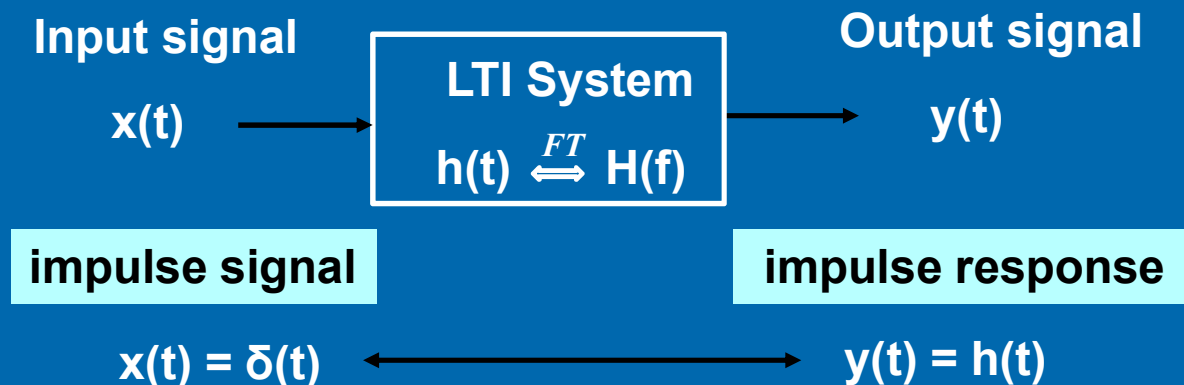 Input signal
Output signal
LTI System
x(t)
y(t)
FT
h(t) ⟺ H(f)
impulse signal
impulse response
x(t) = δ(t)
y(t) = h(t)